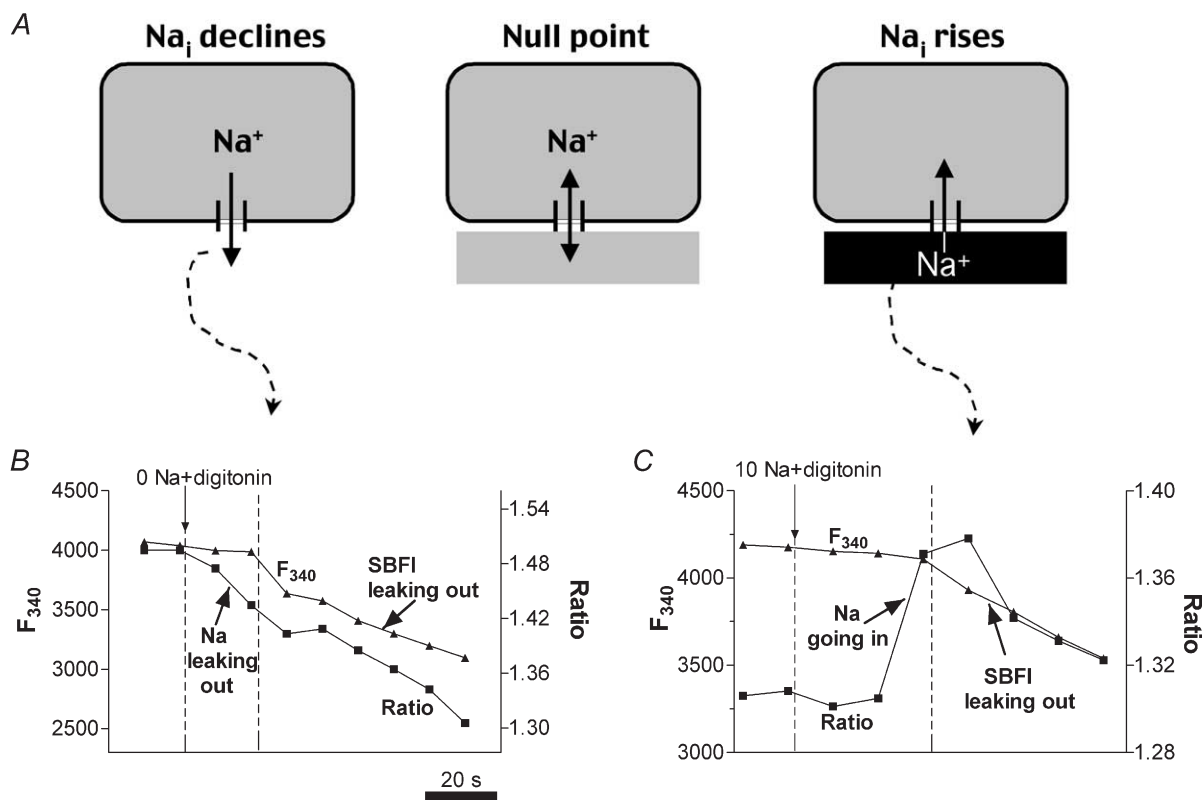 A
Naᵢ declines
Null point
Naᵢ rises
Na⁺
Na⁺
Na⁺
B
0 Na+digitonin
4500
4000
3500
3000
2500
F₃₄₀
1.54
1.48
1.42
1.36
1.30
Ratio
F₃₄₀
SBFI
leaking out
Na
leaking
out
Ratio
20 s
C
10 Na+digitonin
4500
4000
3500
3000
F₃₄₀
1.40
1.36
1.32
1.28
Ratio
F₃₄₀
Na
going in
SBFI
leaking out
Ratio